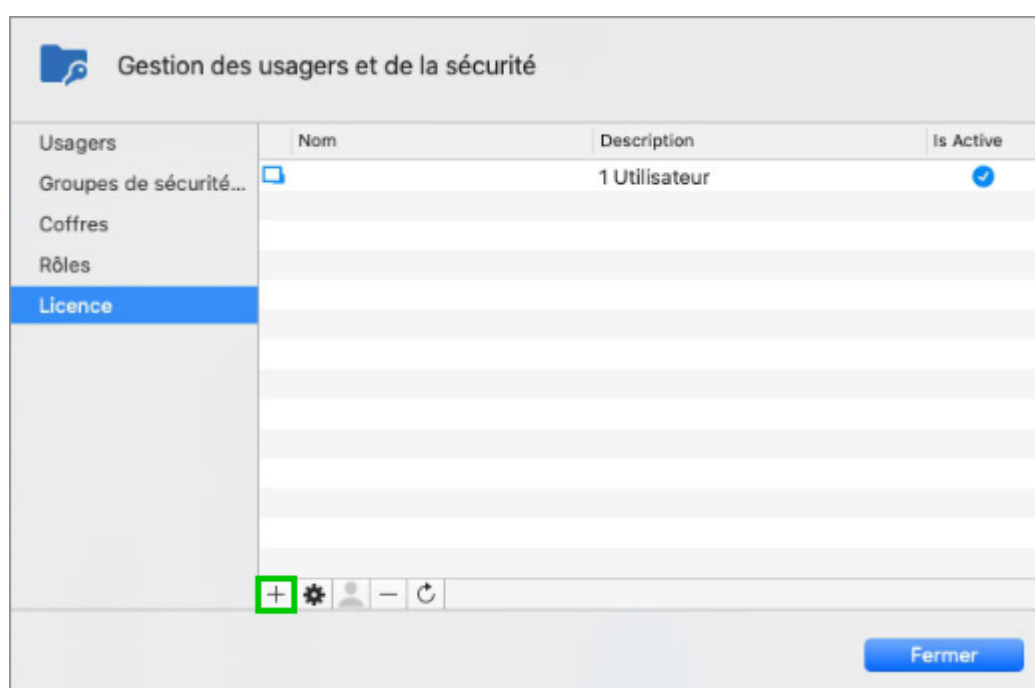 Gestion des usagers et de la sécurité
Usagers
Groupes de sécurité...
Coffres
Rôles
Licence
Nom Description Is Active
1 Utilisateur
Fermer